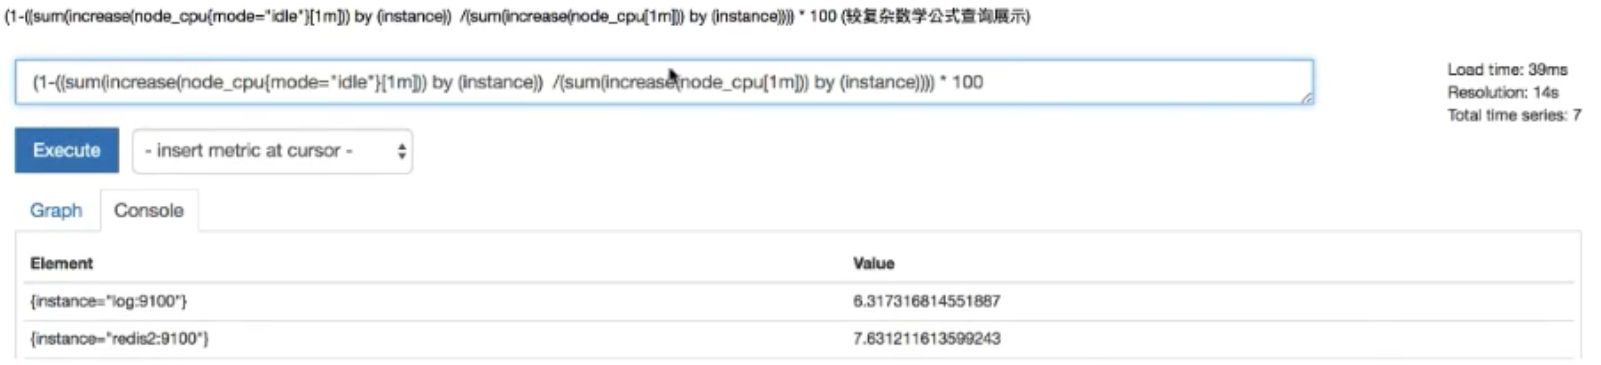 (1-((sum(increase(node_cpu{mode="idle"}[1m])) by (instance)) /(sum(increase(node_cpu[1m])) by (instance)))) * 100 (较复杂数学公式查询展示)
(1-((sum(increase(node_cpu{mode="idle"}[1m])) by (instance)) /(sum(increase(node_cpu[1m])) by (instance)))) * 100
Load time: 39ms
Resolution: 14s
Total time series: 7
Execute
- insert metric at cursor -
Graph Console
Element Value
{instance="log:9100"} 6.317316814551887
{instance="redis2:9100"} 7.631211613599243